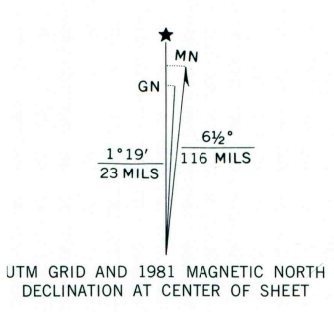 MN
GN
6½°
116 MILS
1°19'
23 MILS
UTM GRID AND 1981 MAGNETIC NORTH
DECLINATION AT CENTER OF SHEET